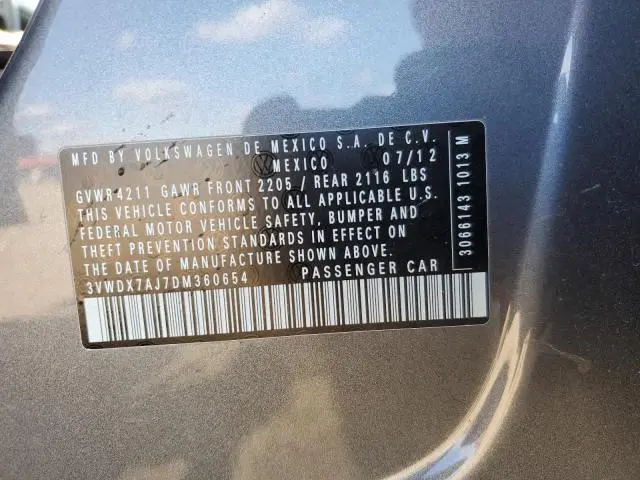 MFD BY VOLKSWAGEN DE MEXICO S.A. DE C.V.
MEXICO 07/12
GVWR 4211 GAWR FRONT 2205 / REAR 2116 LBS
THIS VEHICLE CONFORMS TO ALL APPLICABLE U.S.
FEDERAL MOTOR VEHICLE SAFETY, BUMPER AND
THEFT PREVENTION STANDARDS IN EFFECT ON
THE DATE OF MANUFACTURE SHOWN ABOVE.
3VWDX7AJ7DM360654 PASSENGER CAR
3066143 1013 M